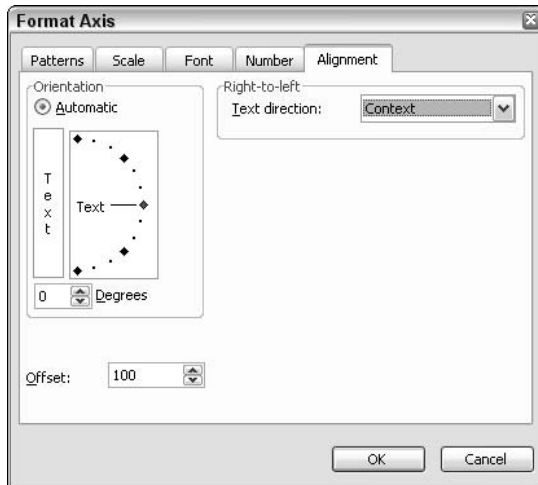 Format Axis
Patterns Scale Font Number Alignment
Orientation
Automatic
Text
Text
0 Degrees
Right-to-left
Text direction: Context
Offset: 100
OK Cancel